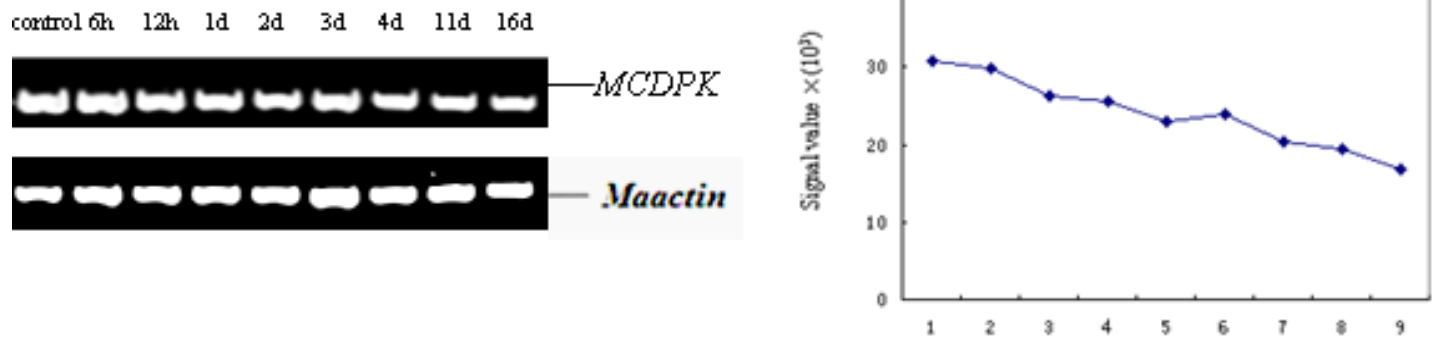 control 6h 12h 1d 2d 3d 4d 11d 16d
MCDPK
Maactin
Signal value ×(10³)
30
20
10
0
1 2 3 4 5 6 7 8 9